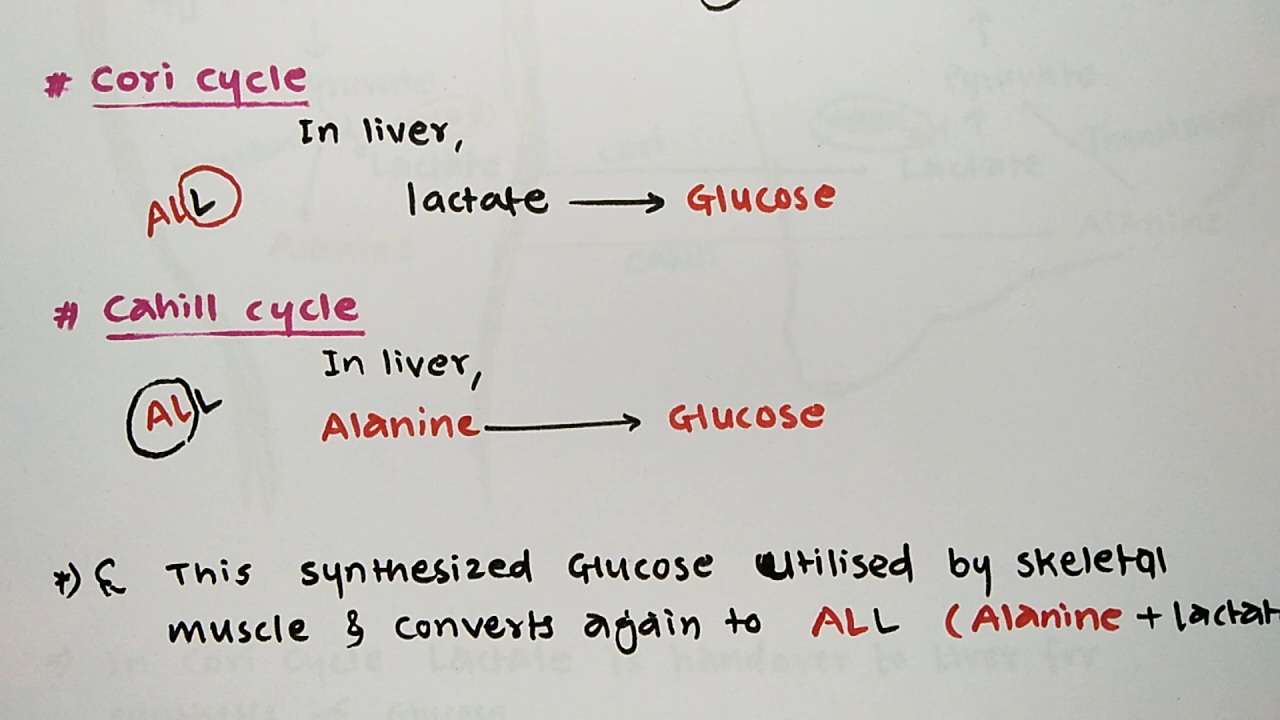 # Cori cycle
In liver,
ALL lactate → Glucose
# Cahill cycle
In liver,
ALL Alanine → Glucose
*) & This synthesized Glucose utilised by skeletal
muscle & converts again to ALL (Alanine + lactat